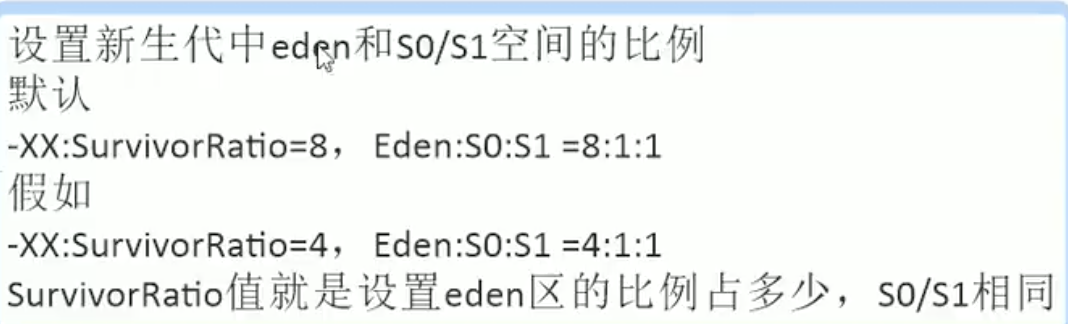 设置新生代中eden和S0/S1空间的比例
默认
-XX:SurvivorRatio=8， Eden:S0:S1 =8:1:1
假如
-XX:SurvivorRatio=4， Eden:S0:S1 =4:1:1
SurvivorRatio值就是设置eden区的比例占多少，S0/S1相同